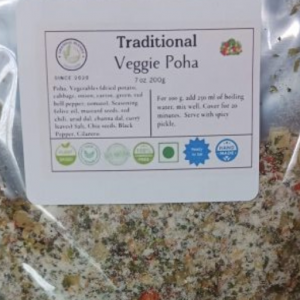 Traditional
Veggie Poha
7 oz 200g
SINCE 2020
Poha, Vegetables (dried potato,
cabbage, onion, carrot, green, red
bell pepper, tomato), Seasoning
(olive oil, mustard seeds, red
chili, urad dal, channa dal, curry
leaves) Salt, Chia seeds, Black
Pepper, Cilantro
For 100 g, add 250 ml of boiling
water, mix well. Cover for 20
minutes. Serve with spicy
pickle.